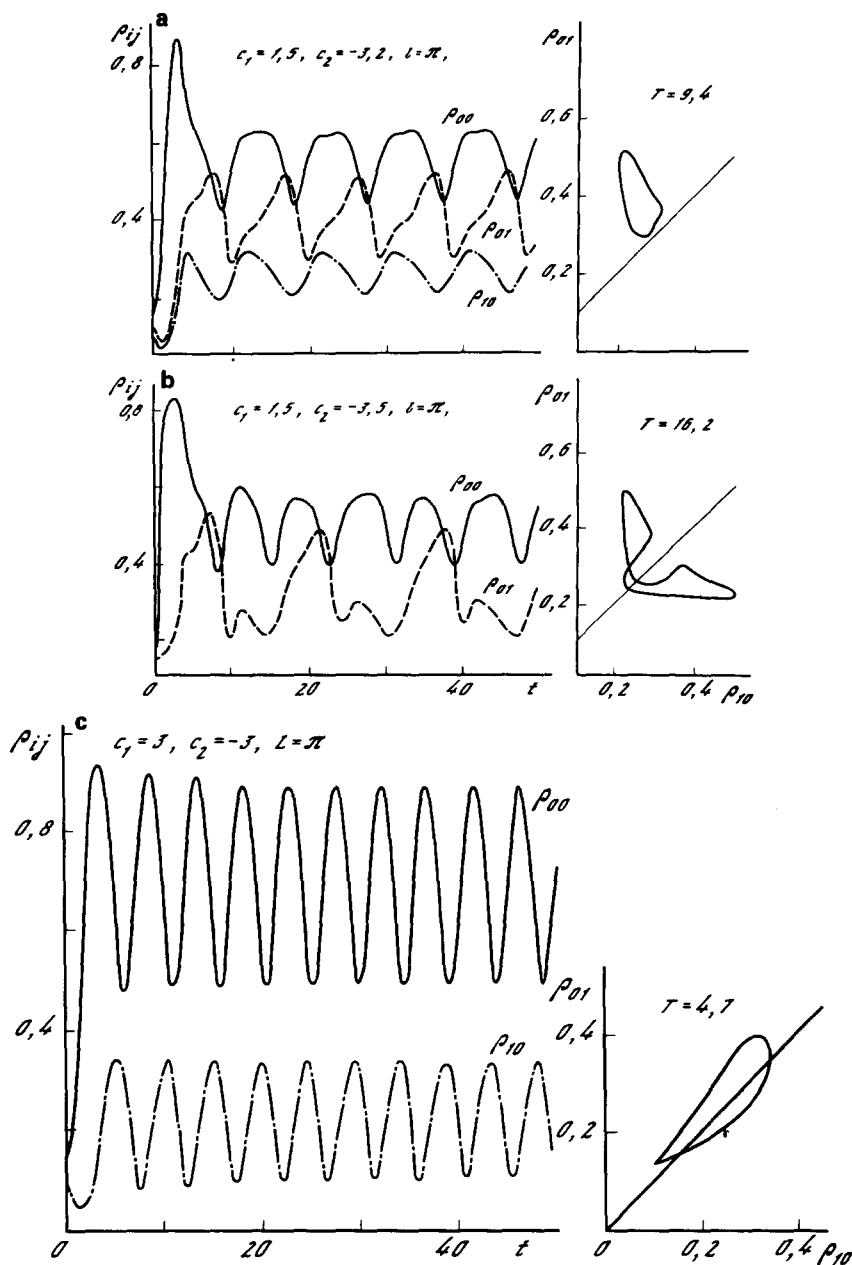 a
ρij
c₁ = 1,5, c₂ = -3,2, l = π,
0,8
0,4
ρ00
ρ01
ρ10
0
20
40
ρ01
T = 9,4
0,6
0,4
0,2
b
ρij
c₁ = 1,5, c₂ = -3,5, l = π,
0,8
0,4
ρ00
ρ01
0
20
40
t
ρ01
T = 16,2
0,6
0,4
0,2
0,2
0,4
ρ10
c
ρij
c₁ = 3, c₂ = -3, L = π
0,8
0,4
ρ00
ρ10
0
20
40
t
ρ01
T = 4,7
0,4
0,2
0
0,2
0,4
ρ10